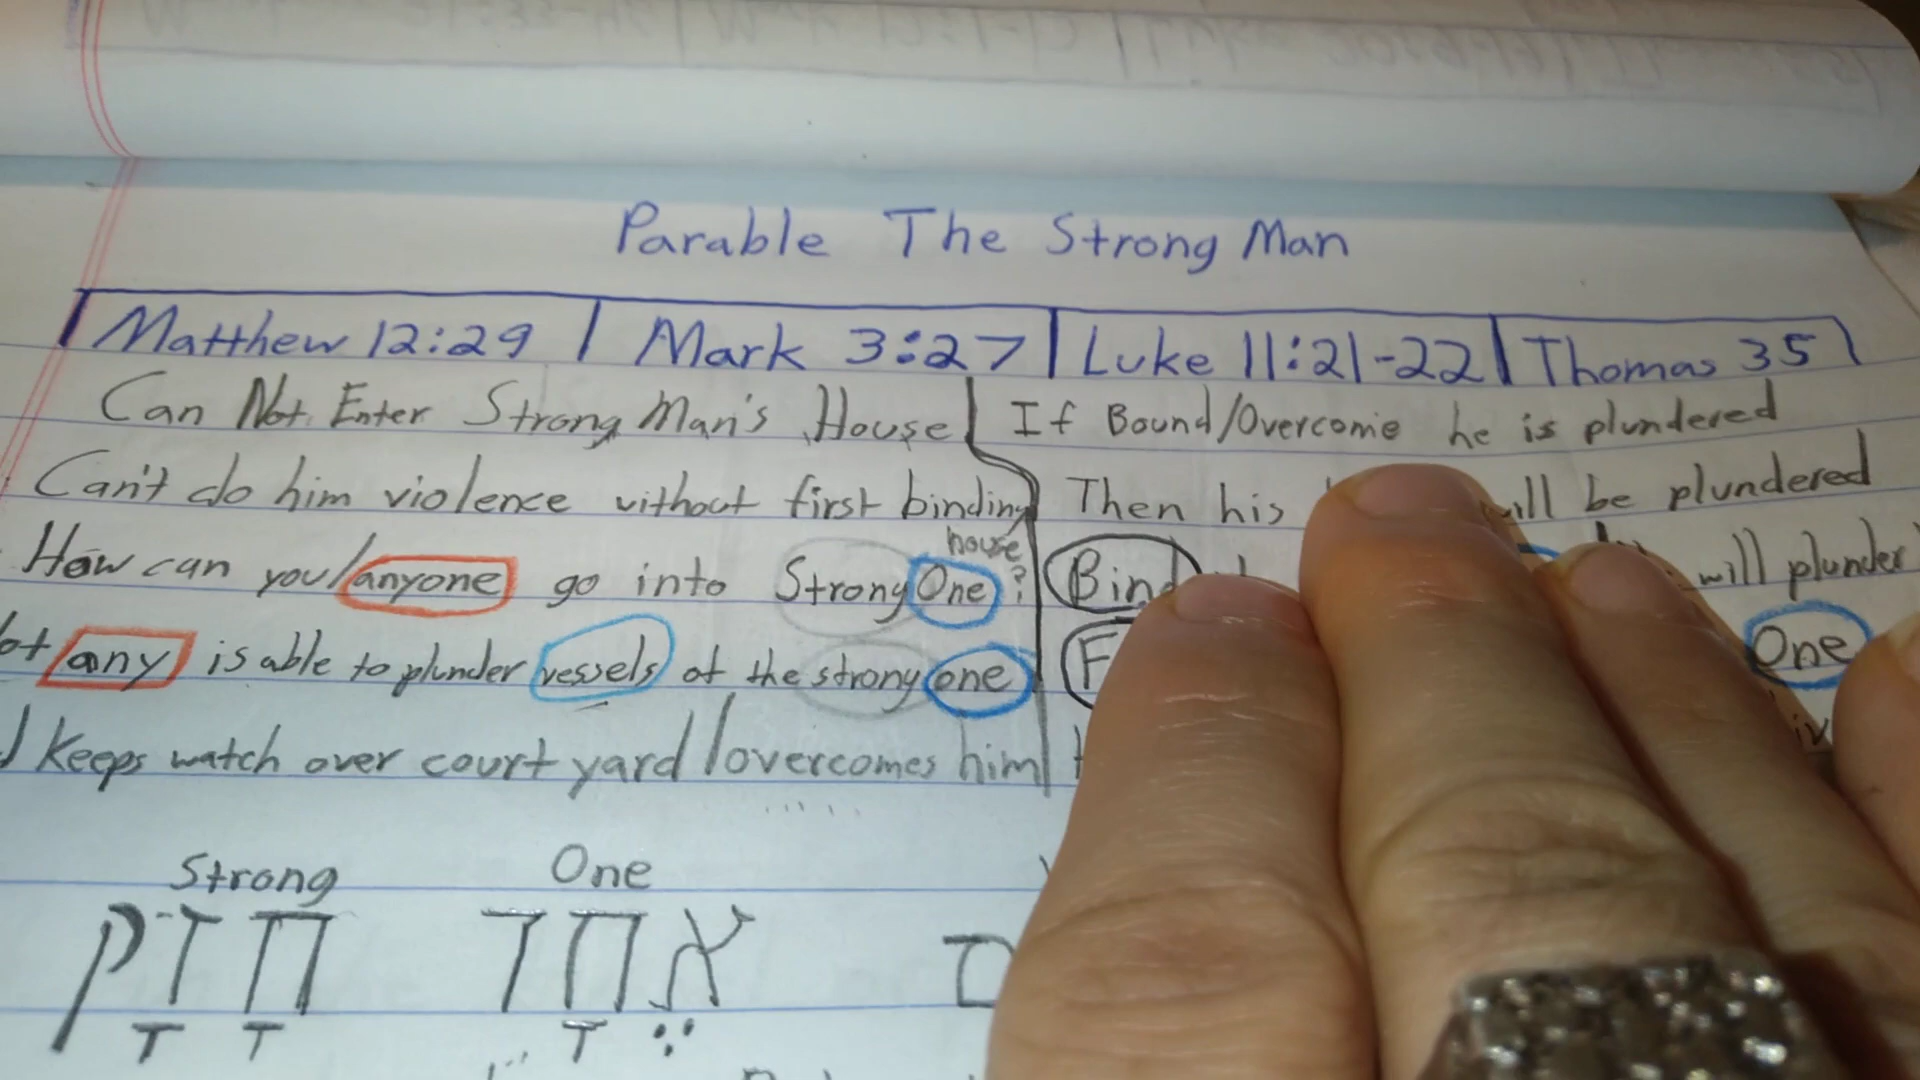 Parable The Strong Man
Matthew 12:29 | Mark 3:27 | Luke 11:21-22 | Thomas 35
Can Not Enter Strong Man's House
If Bound/Overcome he is plundered
Can't do him violence without first binding
Then his will be plundered
How can you/anyone go into Strong One house?
Bind will plunder
any is able to plunder vessels of the strong one
One
Keeps watch over court yard/overcomes him
Strong One
חָזָק אֶחָד